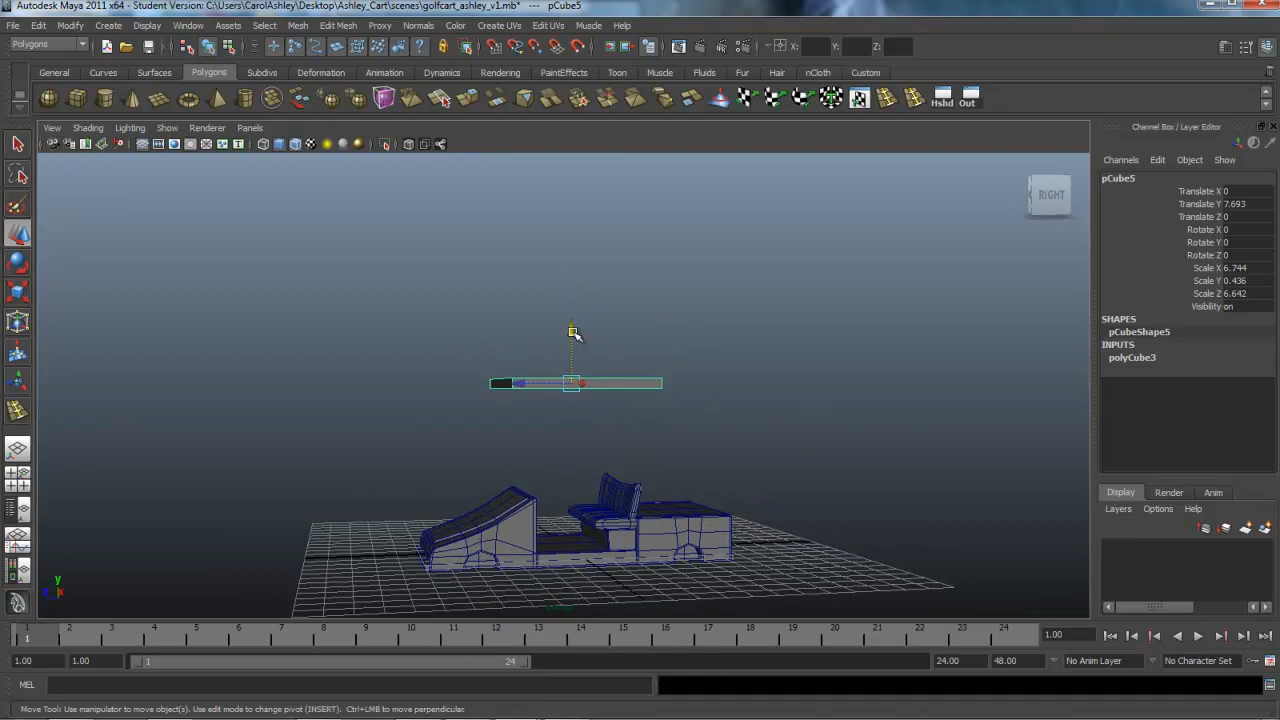 Autodesk Maya 2011 x64 - Student Version: C:\Users\CarolAshley\Desktop\Ashley_Cart\scenes\golfcart_ashley_v1.mb* --- pCube5
File Edit Modify Create Display Window Assets Select Mesh Edit Mesh Proxy Normals Color Create UVs Edit UVs Muscle Help
Polygons X: Y: Z:
General Curves Surfaces Polygons Subdivs Deformation Animation Dynamics Rendering PaintEffects Toon Muscle Fluids Fur Hair nCloth Custom
Hshd Out
View Shading Lighting Show Renderer Panels
Channel Box / Layer Editor
Channels Edit Object Show
pCube5
Translate X 0
Translate Y 7.693
Translate Z 0
Rotate X 0
Rotate Y 0
Rotate Z 0
Scale X 6.744
Scale Y 0.436
Scale Z 6.642
Visibility on
SHAPES
pCubeShape5
INPUTS
polyCube3
RIGHT
Display Render Anim
Layers Options Help
y
x
1 2 3 4 5 6 7 8 9 10 11 12 13 14 15 16 17 18 19 20 21 22 23 24 1.00
1.00 1.00 1 24 24.00 48.00 No Anim Layer No Character Set
MEL
Move Tool: Use manipulator to move object(s). Use edit mode to change pivot (INSERT). Ctrl+LMB to move perpendicular.